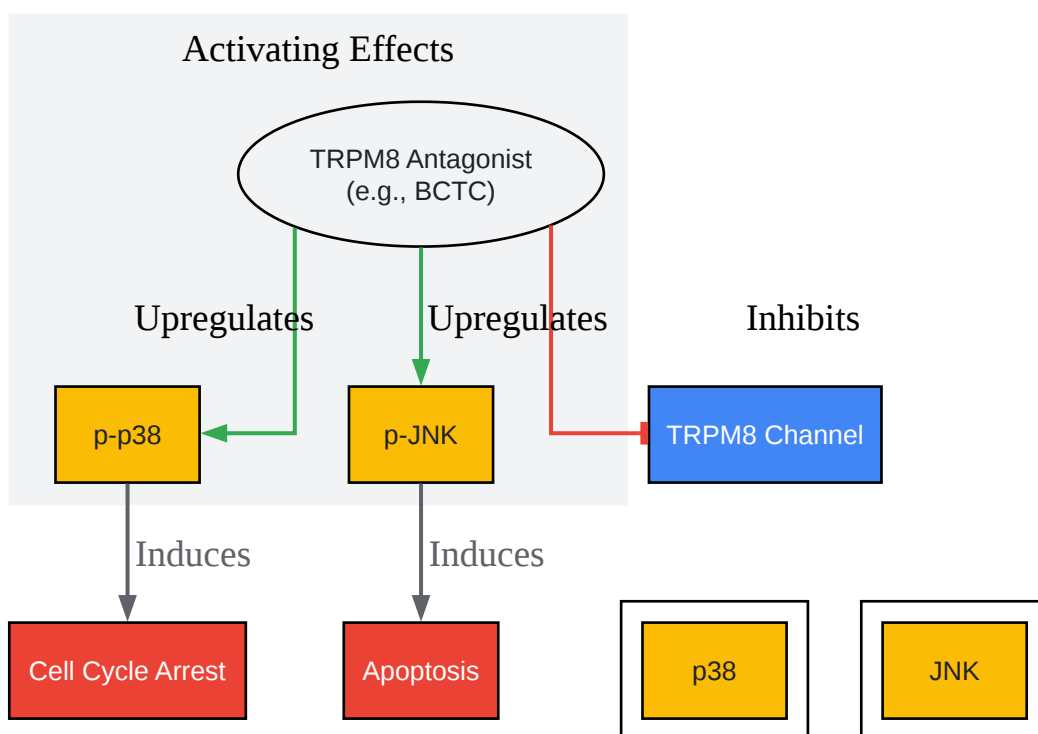 Activating Effects
TRPM8 Antagonist
(e.g., BCTC)
Upregulates
Upregulates
Inhibits
p-p38
p-JNK
TRPM8 Channel
Induces
Induces
Cell Cycle Arrest
Apoptosis
p38
JNK